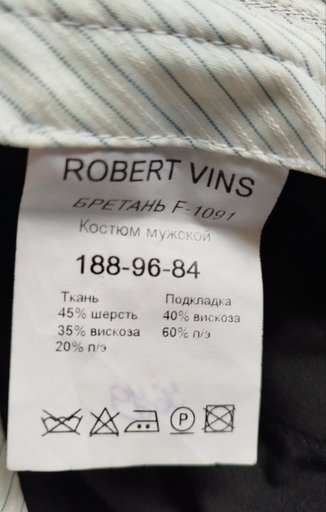 ROBERT VINS
БРЕТАНЬ F-1091
Костюм мужской
188-96-84
Ткань
45% шерсть
35% вискоза
20% п/э
Подкладка
40% вискоза
60% п/э
P